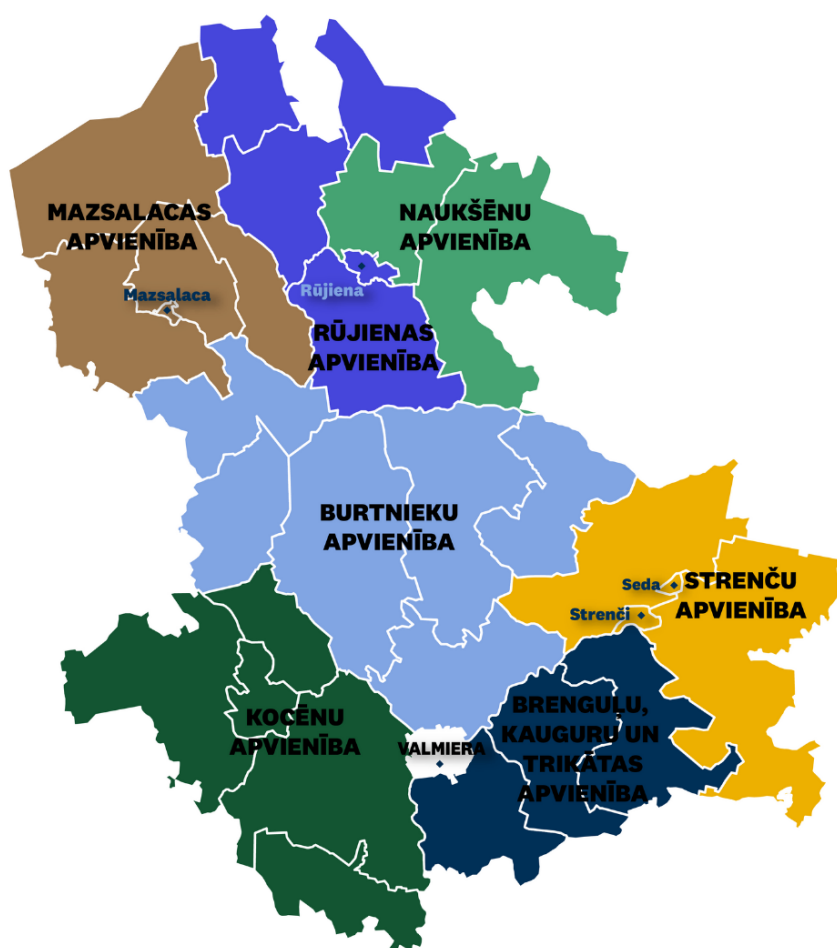 MAZSALACAS
APVIENĪBA
NAUKŠĒNU
APVIENĪBA
Mazsalaca
Rūjiena
RŪJIENAS
APVIENĪBA
BURTNIEKU
APVIENĪBA
Seda
STRENČU
APVIENĪBA
Strenči
KOCĒNU
APVIENĪBA
VALMIERA
BRENGUĻU,
KAUGURU UN
TRIKĀTAS
APVIENĪBA